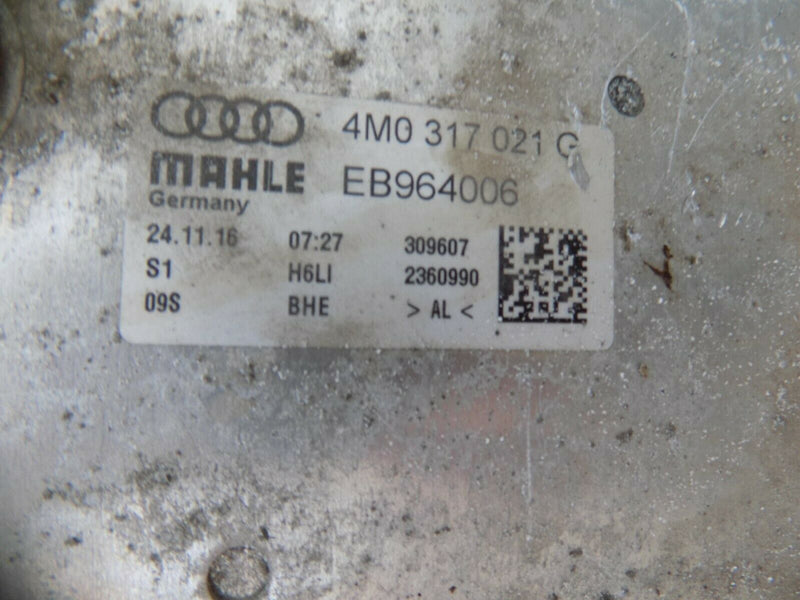 4M0 317 021 G
MAHLE EB964006
Germany
24.11.16 07:27 309607
S1 H6LI 2360990
09S BHE > AL <